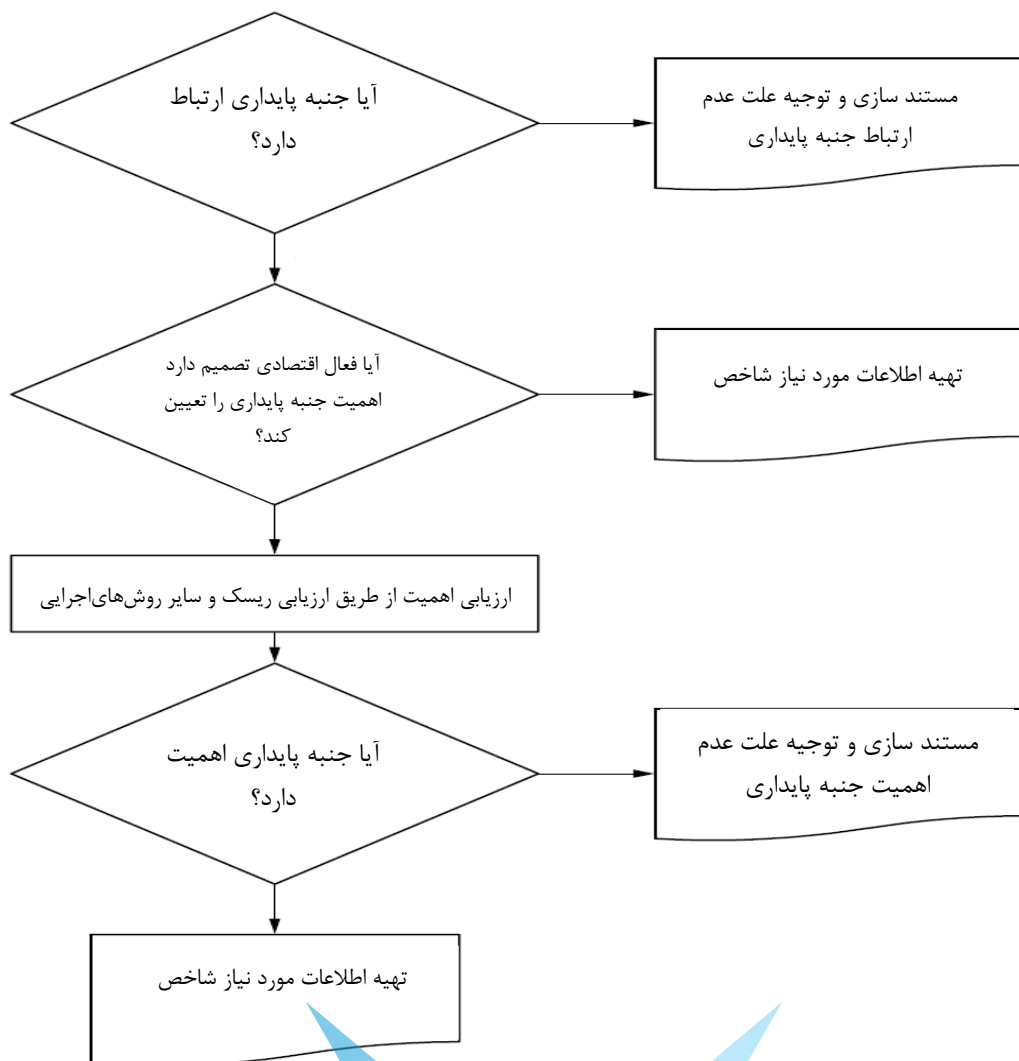 آیا جنبه پایداری ارتباط
دارد؟
مستند سازی و توجیه علت عدم
ارتباط جنبه پایداری
آیا فعال اقتصادی تصمیم دارد
اهمیت جنبه پایداری را تعیین
کند؟
تهیه اطلاعات مورد نیاز شاخص
ارزیابی اهمیت از طریق ارزیابی ریسک و سایر روش‌های‌اجرایی
آیا جنبه پایداری اهمیت
دارد؟
مستند سازی و توجیه علت عدم
اهمیت جنبه پایداری
تهیه اطلاعات مورد نیاز شاخص